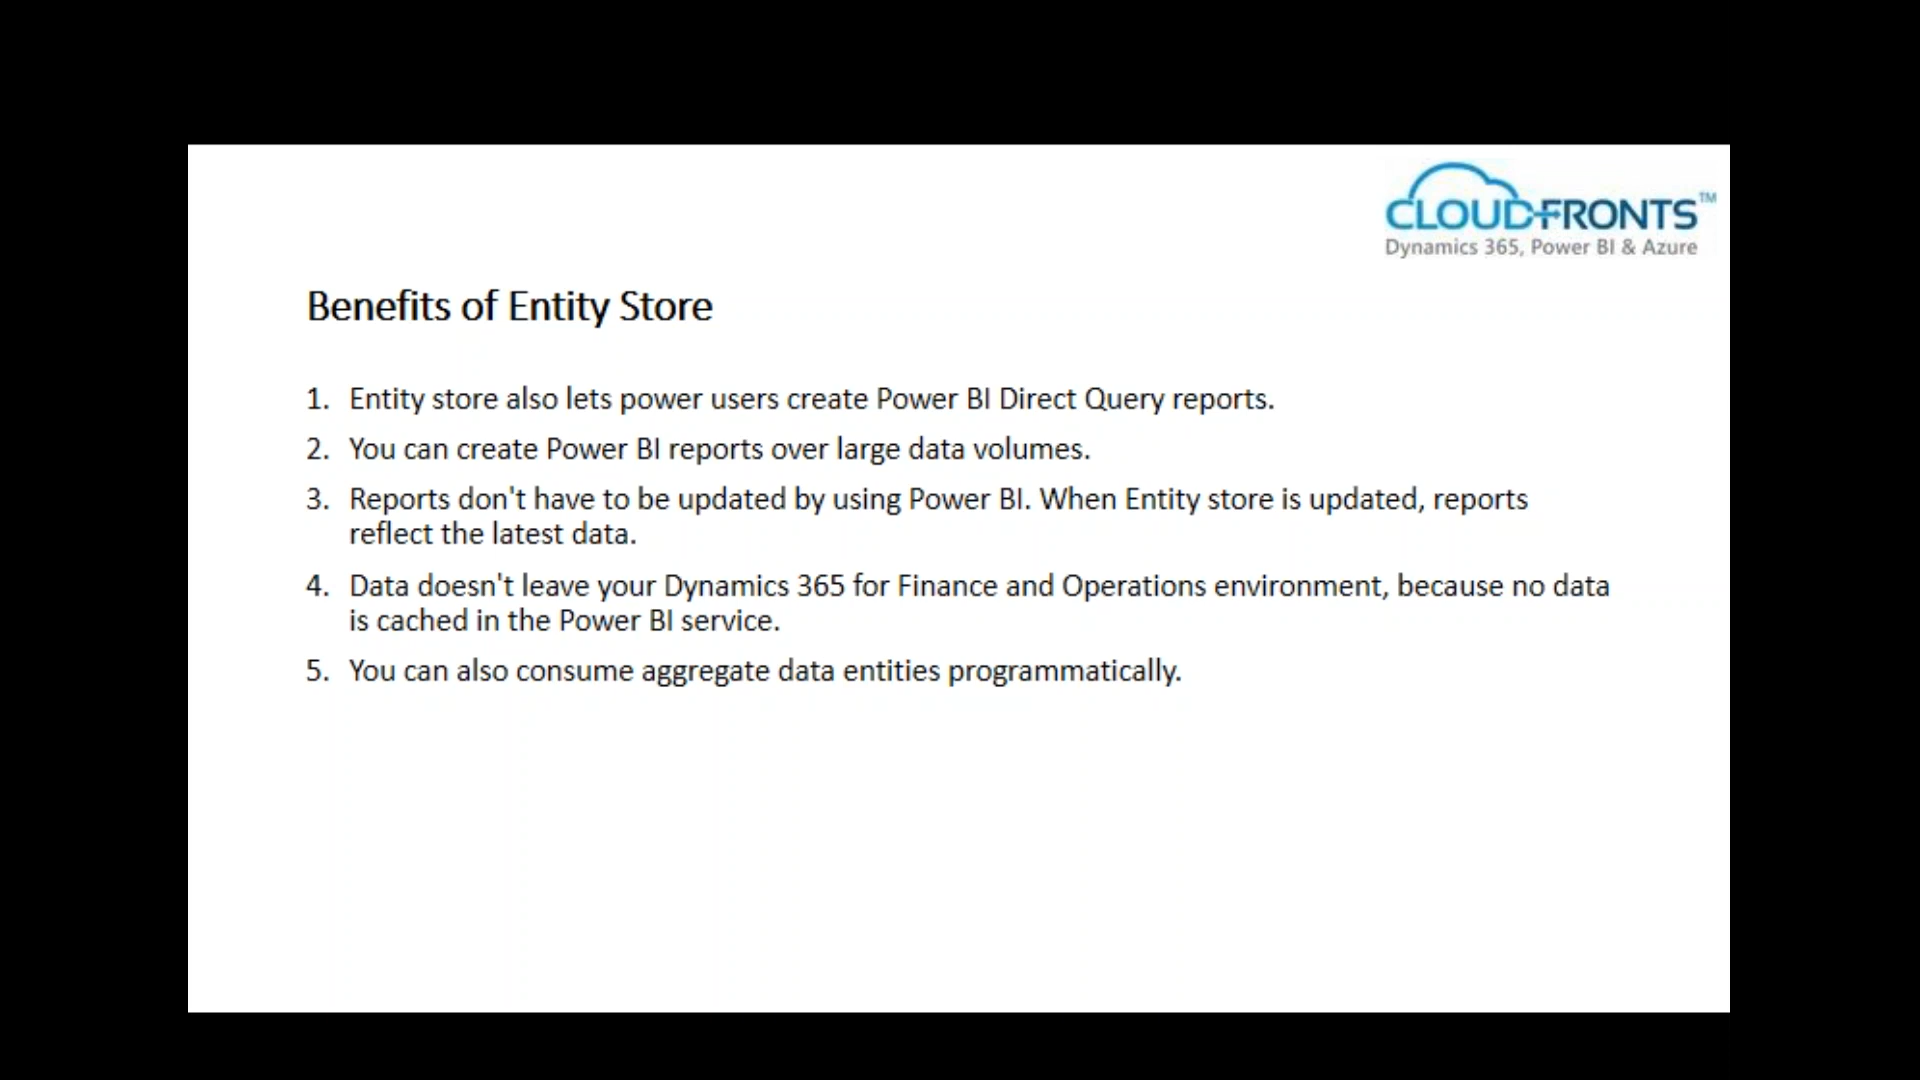 CLOUDFRONTS™
Dynamics 365, Power BI & Azure
Benefits of Entity Store
1. Entity store also lets power users create Power BI Direct Query reports.
2. You can create Power BI reports over large data volumes.
3. Reports don't have to be updated by using Power BI. When Entity store is updated, reports
reflect the latest data.
4. Data doesn't leave your Dynamics 365 for Finance and Operations environment, because no data
is cached in the Power BI service.
5. You can also consume aggregate data entities programmatically.